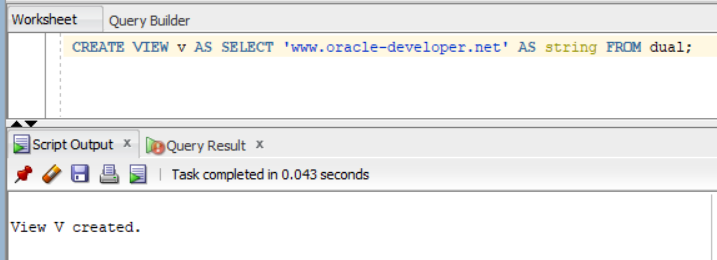 Worksheet Query Builder
CREATE VIEW v AS SELECT 'www.oracle-developer.net' AS string FROM dual;
Script Output x Query Result x
Task completed in 0.043 seconds
View V created.